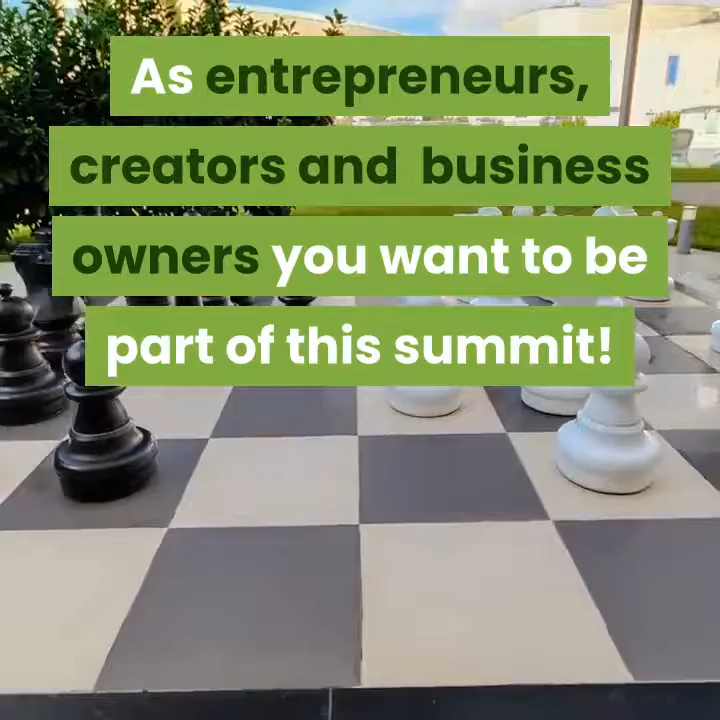 As entrepreneurs,
creators and  business
owners you want to be
part of this summit!